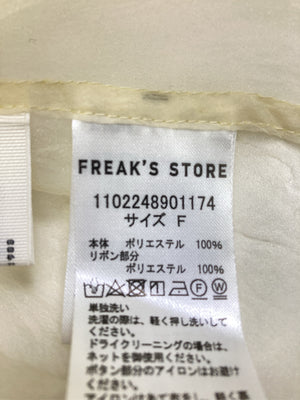 FREAK'S STORE
1102248901174
サイズ F
本体 ポリエステル 100%
リボン部分
ポリエステル 100%
単独洗い
洗濯の際は、軽く押し洗いして
ドライクリーニングの場合は、
ネットを御使用ください。
ボタン部分のアイロンはお避け